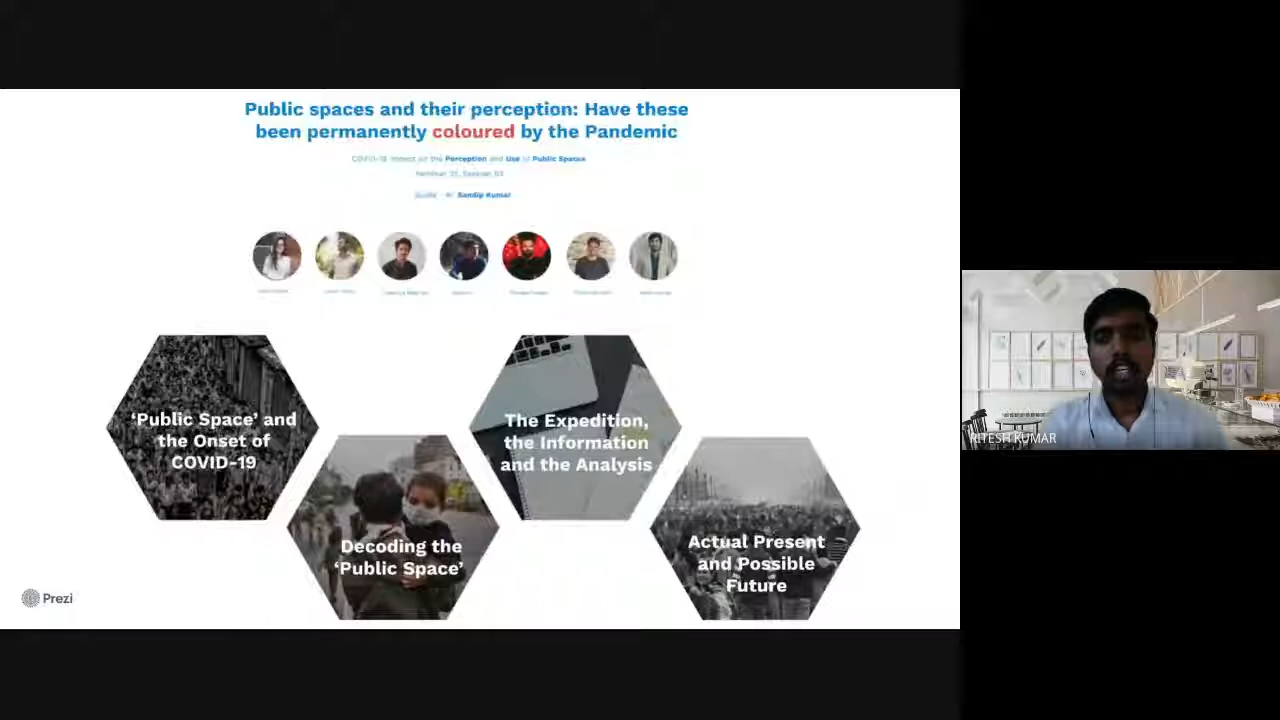 Public spaces and their perception: Have these
been permanently coloured by the Pandemic
COVID-19 impact on the Perception and Use of Public Spaces
Sandip Kumar
‘Public Space’ and
the Onset of
COVID-19
Decoding the
‘Public Space’
The Expedition,
the Information
and the Analysis
Actual Present
and Possible
Future
Prezi
RITESH KUMAR